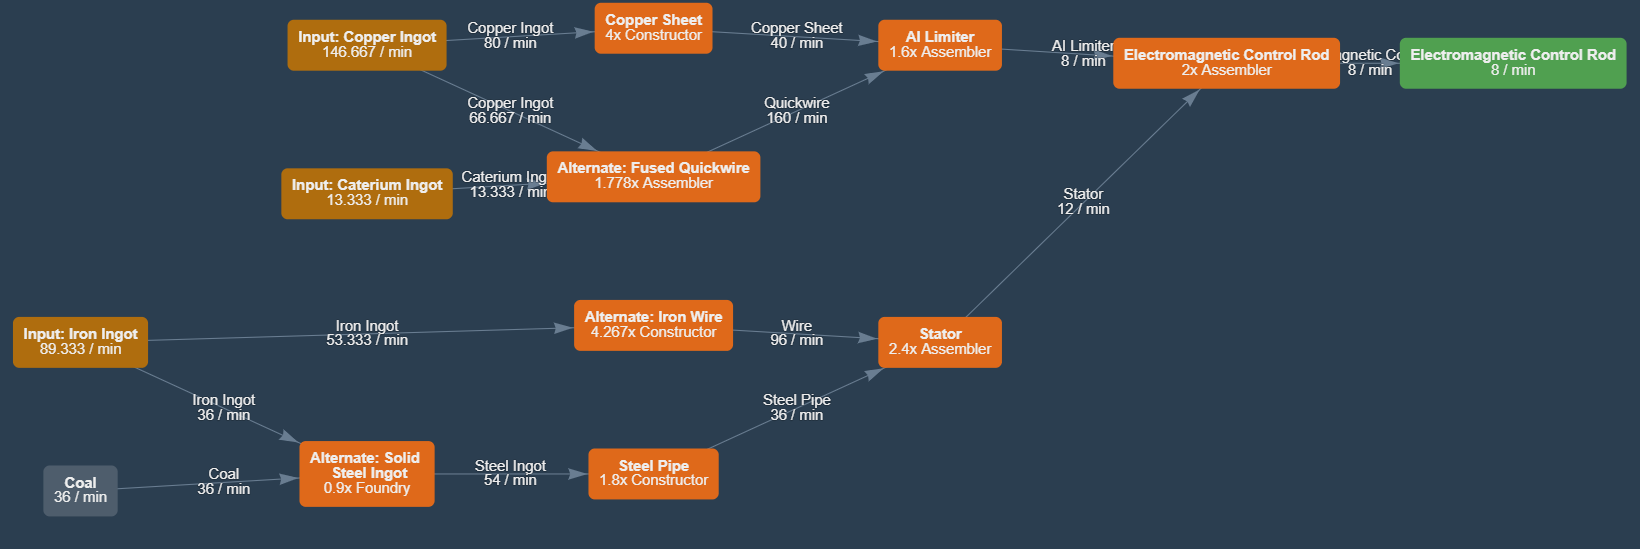 Input: Copper Ingot
146.667 / min
Copper Ingot
80 / min
Copper Sheet
4x Constructor
Copper Sheet
40 / min
AI Limiter
1.6x Assembler
AI Limiter
8 / min
Electromagnetic Control Rod
2x Assembler
gnetic Co
8 / min
Electromagnetic Control Rod
8 / min
Copper Ingot
66.667 / min
Quickwire
160 / min
Input: Caterium Ingot
13.333 / min
Caterium Ing
13.333 / min
Alternate: Fused Quickwire
1.778x Assembler
Stator
12 / min
Input: Iron Ingot
89.333 / min
Iron Ingot
53.333 / min
Alternate: Iron Wire
4.267x Constructor
Wire
96 / min
Stator
2.4x Assembler
Iron Ingot
36 / min
Steel Pipe
36 / min
Coal
36 / min
Coal
36 / min
Alternate: Solid
Steel Ingot
0.9x Foundry
Steel Ingot
54 / min
Steel Pipe
1.8x Constructor